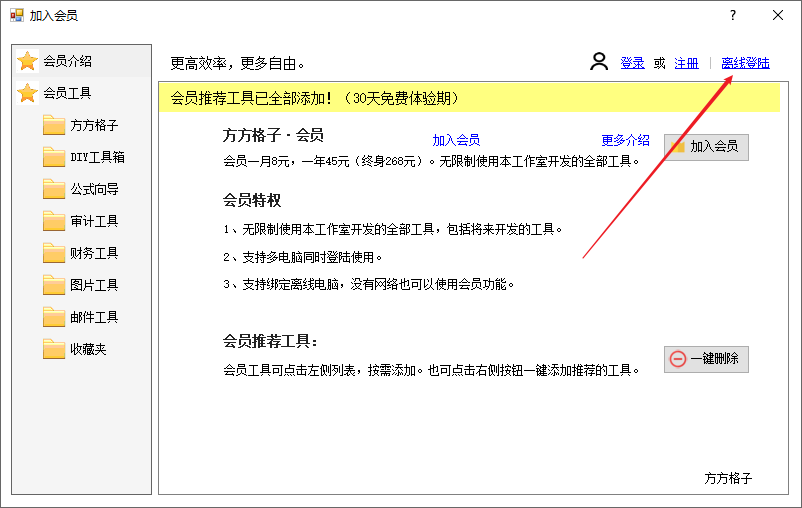 加入会员
?
会员介绍
会员工具
方方格子
DIY工具箱
公式向导
审计工具
财务工具
图片工具
邮件工具
收藏夹
更高效率，更多自由。
登录 或 注册 | 离线登陆
会员推荐工具已全部添加！（30天免费体验期）
方方格子·会员 加入会员 更多介绍
会员一月8元，一年45元（终身268元）。无限制使用本工作室开发的全部工具。
加入会员
会员特权
1、无限制使用本工作室开发的全部工具，包括将来开发的工具。
2、支持多电脑同时登陆使用。
3、支持绑定离线电脑，没有网络也可以使用会员功能。
会员推荐工具：
会员工具可点击左侧列表，按需添加。也可点击右侧按钮一键添加推荐的工具。
一键删除
方方格子